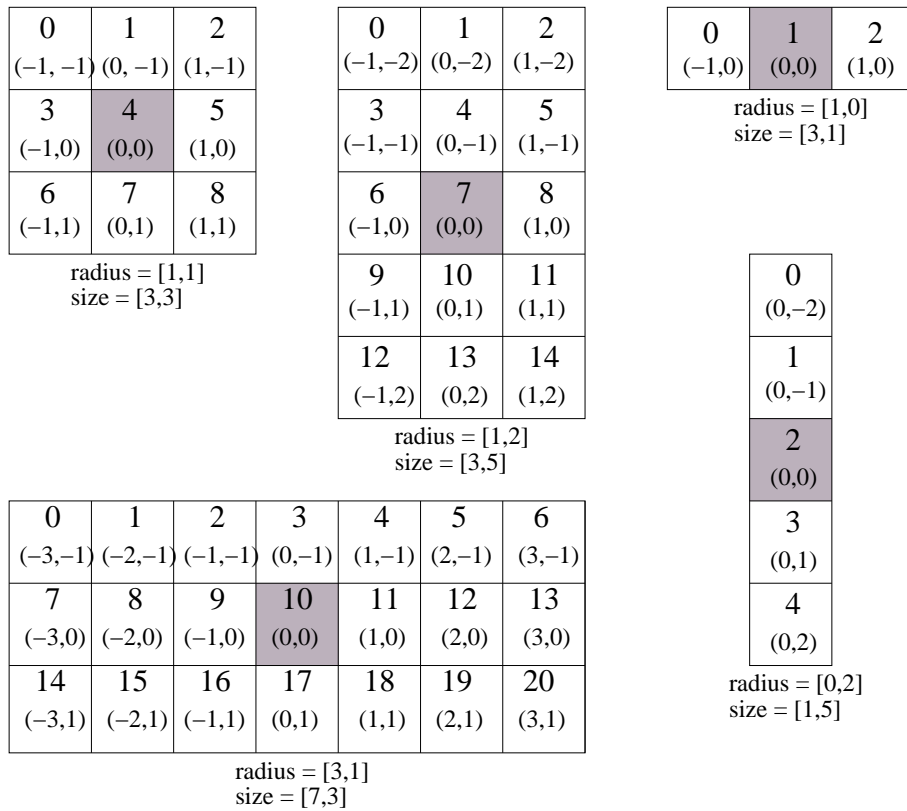 0 1 2
(−1, −1) (0, −1) (1,−1)
3 4 5
(−1,0) (0,0) (1,0)
6 7 8
(−1,1) (0,1) (1,1)
radius = [1,1]
size = [3,3]
0 1 2
(−1,−2) (0,−2) (1,−2)
3 4 5
(−1,−1) (0,−1) (1,−1)
6 7 8
(−1,0) (0,0) (1,0)
9 10 11
(−1,1) (0,1) (1,1)
12 13 14
(−1,2) (0,2) (1,2)
radius = [1,2]
size = [3,5]
0 1 2
(−1,0) (0,0) (1,0)
radius = [1,0]
size = [3,1]
0
(0,−2)
1
(0,−1)
2
(0,0)
3
(0,1)
4
(0,2)
radius = [0,2]
size = [1,5]
0 1 2 3 4 5 6
(−3,−1) (−2,−1) (−1,−1) (0,−1) (1,−1) (2,−1) (3,−1)
7 8 9 10 11 12 13
(−3,0) (−2,0) (−1,0) (0,0) (1,0) (2,0) (3,0)
14 15 16 17 18 19 20
(−3,1) (−2,1) (−1,1) (0,1) (1,1) (2,1) (3,1)
radius = [3,1]
size = [7,3]